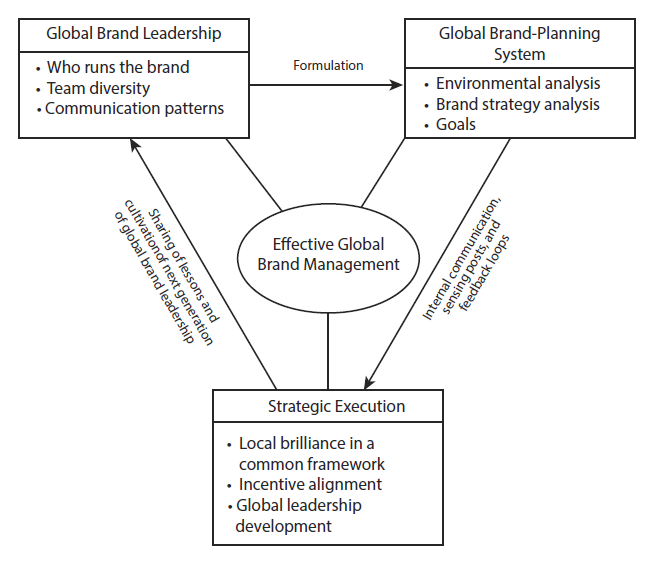 Global Brand Leadership
• Who runs the brand
• Team diversity
• Communication patterns
Formulation
Global Brand-Planning
System
• Environmental analysis
• Brand strategy analysis
• Goals
Effective Global
Brand Management
Sharing of lessons and
cultivationof next generation
of global brand leadership
Internal communication,
sensing posts, and
feedback loops
Strategic Execution
• Local brilliance in a
common framework
• Incentive alignment
• Global leadership
development